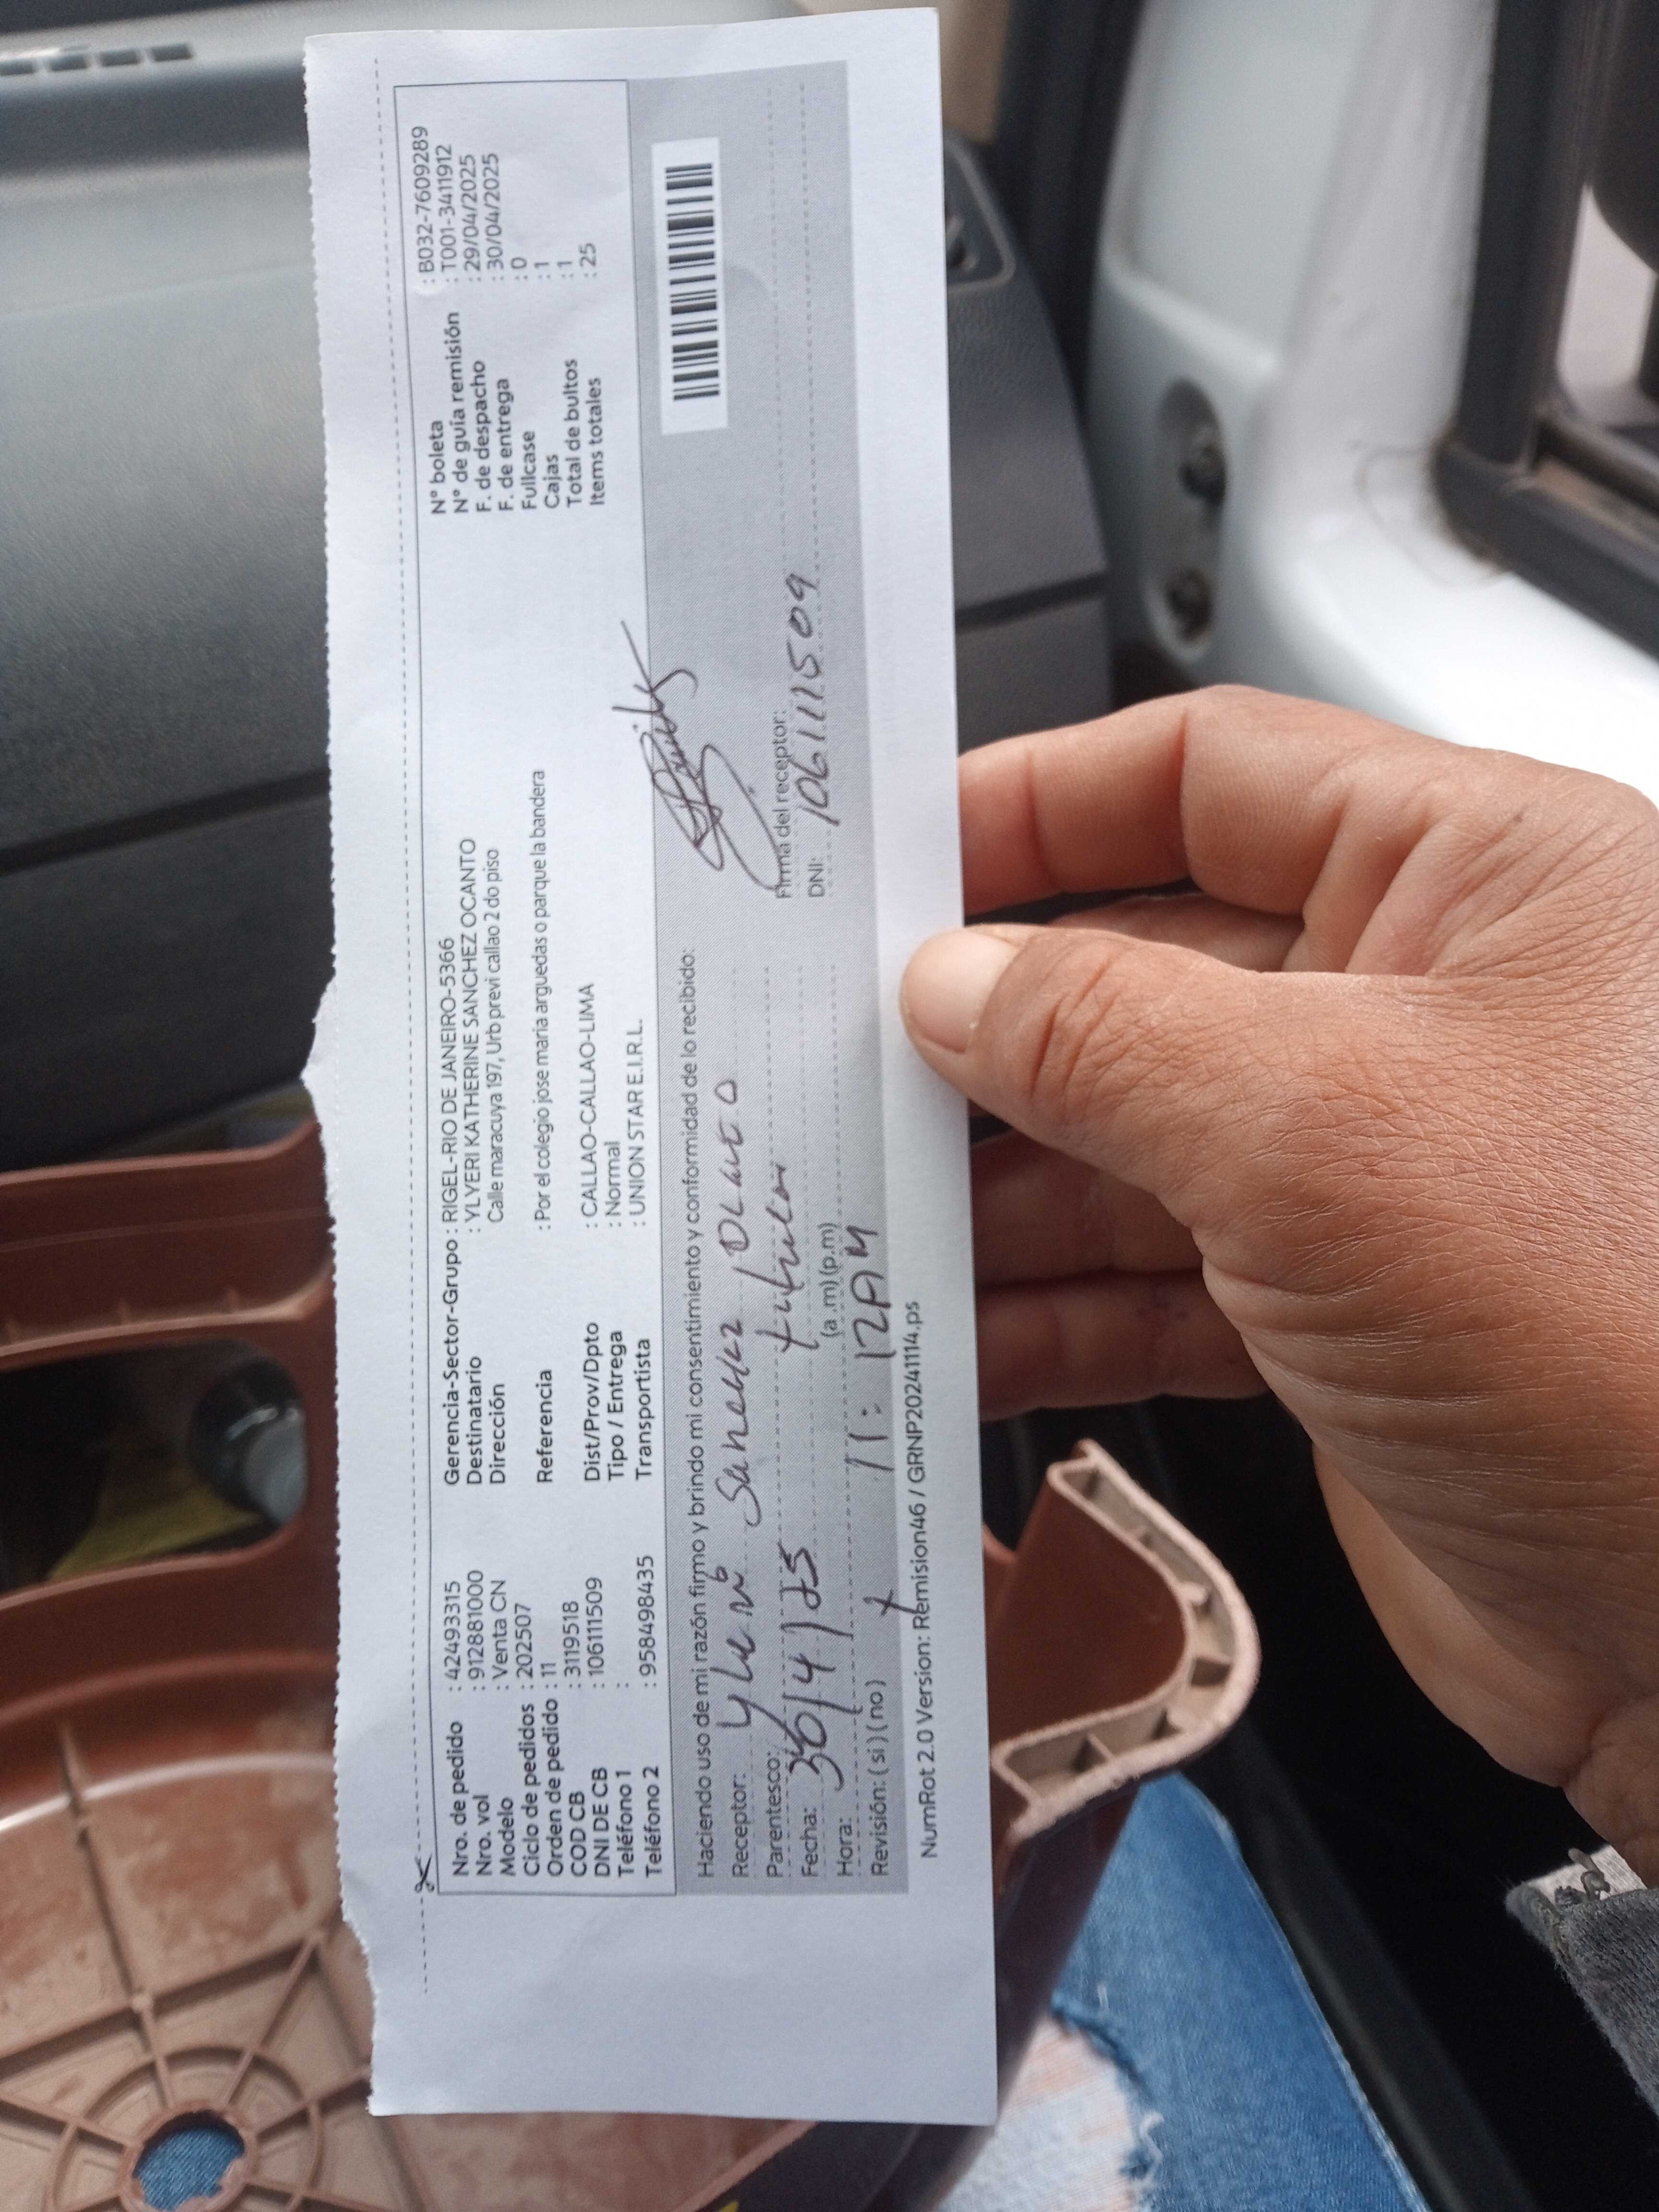 Nro. de pedido : 42493315
Nro. vol : 912881000
Modelo : Venta CN
Ciclo de pedidos : 202507
Orden de pedido : 11
COD CB : 3119518
DNI DE CB : 106111509
Teléfono 1 :
Teléfono 2 : 958498435
Gerencia-Sector-Grupo : RIGEL-RIO DE JANEIRO-5366
Destinatario : YLYERI KATHERINE SANCHEZ OCANTO
Dirección Calle maracuya 197, Urb previ callao 2 do piso
Referencia : Por el colegio jose maria arguedas o parque la bandera
Dist/Prov/Dpto : CALLAO-CALLAO-LIMA
Tipo / Entrega : Normal
Transportista : UNION STAR E.I.R.L.
N° boleta : B032-7609289
N° de guía remisión : T001-3411912
F. de despacho : 29/04/2025
F. de entrega : 30/04/2025
Fullcase : 0
Cajas : 1
Total de bultos : 1
Items totales : 25
Haciendo uso de mi razón firmo y brindo mi consentimiento y conformidad de lo recibido:
Receptor: Sanchez
Parentesco: titular
Fecha: 30/4/25
Hora: 11:12AM (a .m) (p.m)
Revisión: ( si ) ( no )
Firma del receptor:
DNI: 106111509
NumRot 2.0 Version: Remision46 / GRNP20241114.ps